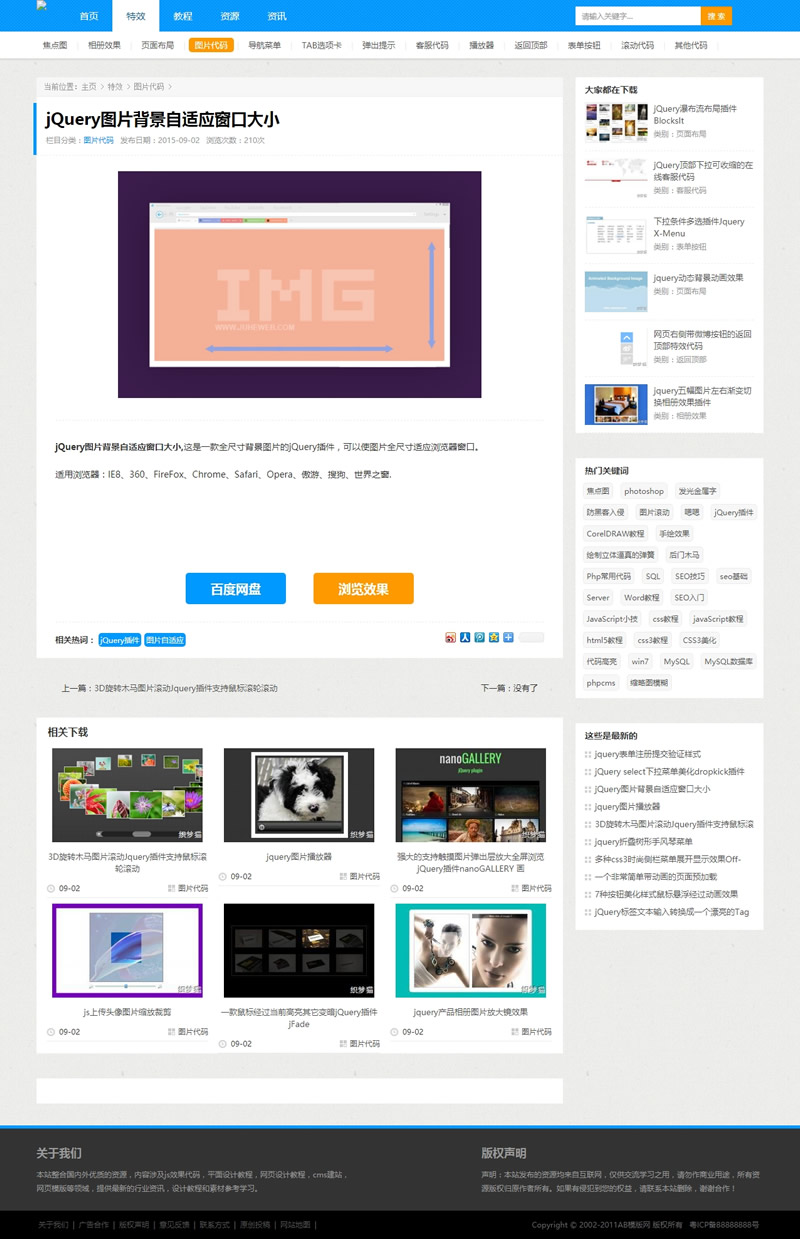 首页 特效 教程 资源 资讯
请输入关键字... 搜 索
焦点图 相册效果 页面布局 图片代码 导航菜单 TAB选项卡 弹出提示 客服代码 播放器 返回顶部 表单按钮 滚动代码 其他代码
当前位置：主页 > 特效 > 图片代码 >
jQuery图片背景自适应窗口大小
栏目分类：图片代码 发布日期：2015-09-02 浏览次数：210次
IMG
jQuery图片背景自适应窗口大小,这是一款全尺寸背景图片的jQuery插件，可以使图片全尺寸适应浏览器窗口。
适用浏览器：IE8、360、FireFox、Chrome、Safari、Opera、傲游、搜狗、世界之窗.
百度网盘 浏览效果
相关热词： jQuery插件 图片自适应
上一篇：3D旋转木马图片滚动Jquery插件支持鼠标滚轮滚动 下一篇：没有了
相关下载
nanoGALLERY
jQuery plugin
织梦猫
织梦猫
织梦猫
3D旋转木马图片滚动Jquery插件支持鼠标滚
轮滚动
09-02 图片代码
jquery图片播放器
09-02 图片代码
强大的支持触摸图片弹出层放大全屏浏览
jQuery插件nanoGALLERY 画
09-02 图片代码
织梦猫
织梦猫
织梦猫
js上传头像图片缩放裁剪
09-02 图片代码
一款鼠标经过当前高亮其它变暗jQuery插件
jFade
09-02 图片代码
jquery产品相册图片放大镜效果
09-02 图片代码
大家都在下载
jQuery瀑布流布局插件
BlocksIt
类别：页面布局
jQuery顶部下拉可收缩的在
线客服代码
类别：客服代码
下拉条件多选插件Jquery
X-Menu
类别：表单按钮
Animated Background Image
jquery动态背景动画效果
类别：页面布局
网页右侧带微博按钮的返回
顶部特效代码
类别：返回顶部
jquery五幅图片左右渐变切
换相册效果插件
类别：相册效果
热门关键词
焦点图 photoshop 发光金属字
防黑客入侵 图片滚动 嗯嗯 jQuery插件
CorelDRAW教程 手绘效果
绘制立体逼真的弹簧 后门木马
Php常用代码 SQL SEO技巧 seo基础
Server Word教程 SEO入门
JavaScript小技 css教程 javaScript教程
html5教程 css3教程 CSS3美化
代码高亮 win7 MySQL MySQL数据库
phpcms 缩略图模糊
这些是最新的
jquery表单注册提交验证样式
jQuery select下拉菜单美化dropkick插件
jQuery图片背景自适应窗口大小
jquery图片播放器
3D旋转木马图片滚动Jquery插件支持鼠标滚
jquery折叠树形手风琴菜单
多种css3时尚侧栏菜单展开显示效果Off-
一个非常简单带动画的页面预加载
7种按钮美化样式鼠标悬浮经过动画效果
jQuery标签文本输入转换成一个漂亮的Tag
关于我们
本站整合国内外优质的资源，内容涉及js效果代码，平面设计教程，网页设计教程，cms建站，
网页模版等领域，提供最新的行业资讯，设计教程和素材参考学习。
版权声明
声明：本站发布的资源均来自互联网，仅供交流学习之用，请勿作商业用途，所有资
源版权归原作者所有。如果有侵犯到您的权益，请联系本站删除，谢谢合作！
关于我们 | 广告合作 | 版权声明 | 意见反馈 | 联系方式 | 原创投稿 | 网站地图 |
Copyright © 2002-2011AB模版网 版权所有 粤ICP备88888888号